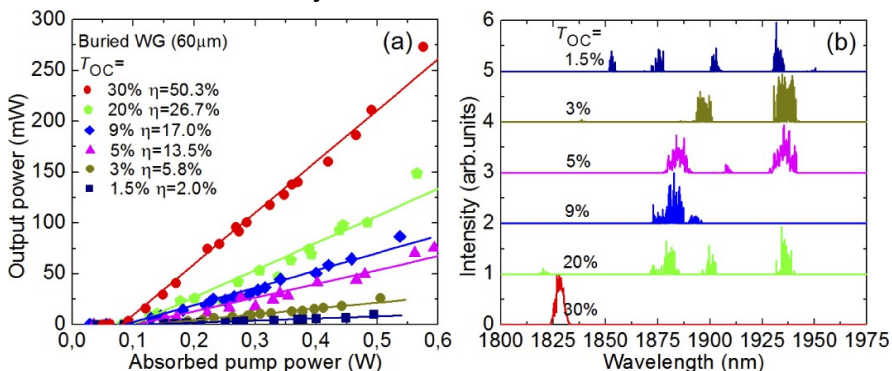 (a)
Buried WG (60μm)
T_OC=
30% η=50.3%
20% η=26.7%
9% η=17.0%
5% η=13.5%
3% η=5.8%
1.5% η=2.0%
Output power (mW)
300
250
200
150
100
50
0
0,0 0,1 0,2 0,3 0,4 0,5 0,6
Absorbed pump power (W)
(b)
T_OC=
1.5%
3%
5%
9%
20%
30%
Intensity (arb.units)
6
5
4
3
2
1
0
1800 1825 1850 1875 1900 1925 1950 1975
Wavelength (nm)